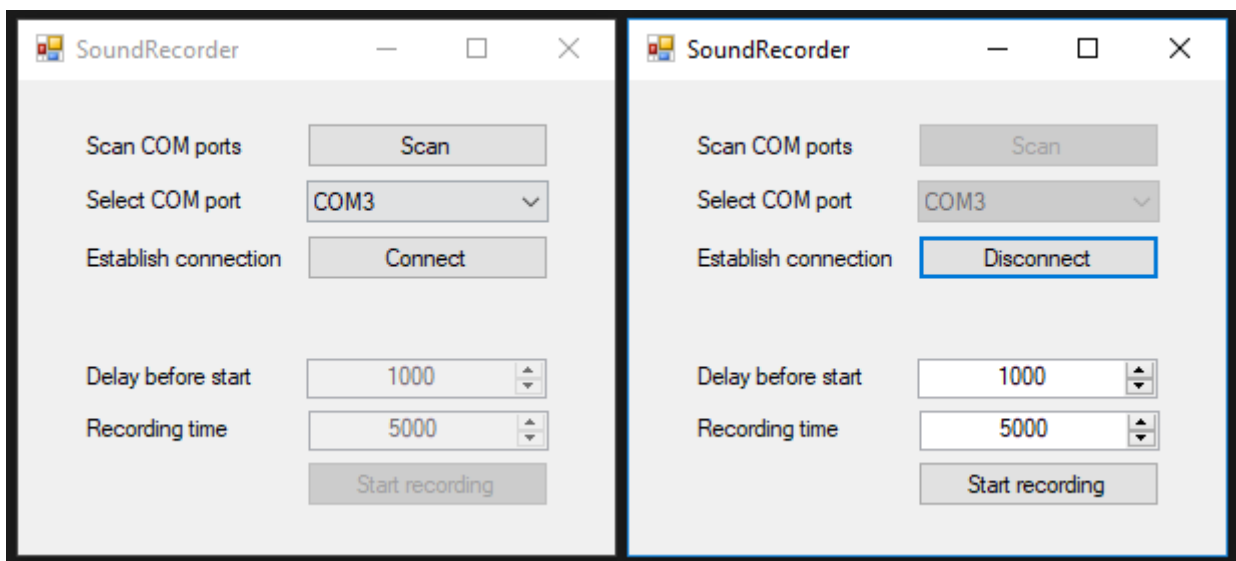 SoundRecorder
Scan COM ports Scan
Select COM port COM3
Establish connection Connect
Delay before start 1000
Recording time 5000
Start recording
SoundRecorder
Scan COM ports Scan
Select COM port COM3
Establish connection Disconnect
Delay before start 1000
Recording time 5000
Start recording